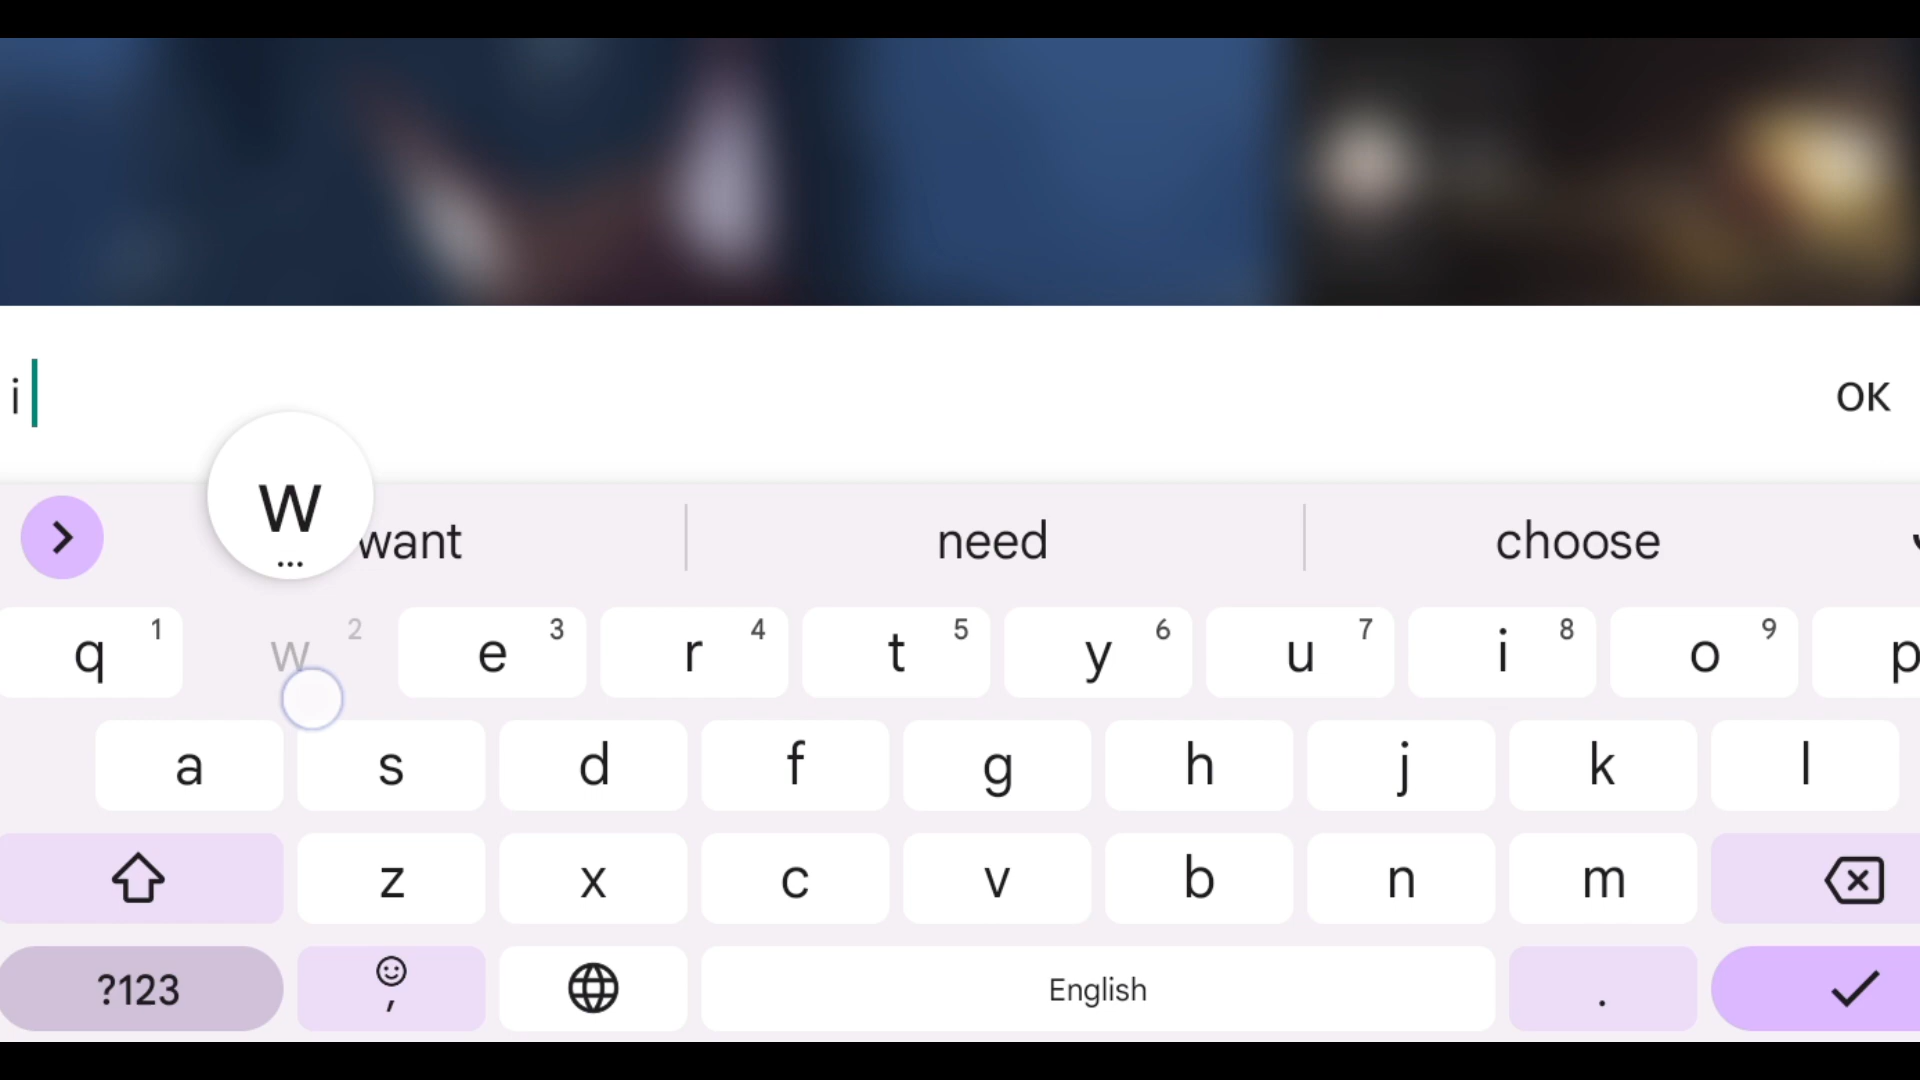 i
OK
w
...
want need choose
q 1 w 2 e 3 r 4 t 5 y 6 u 7 i 8 o 9 p
a s d f g h j k l
z x c v b n m
?123 , English .